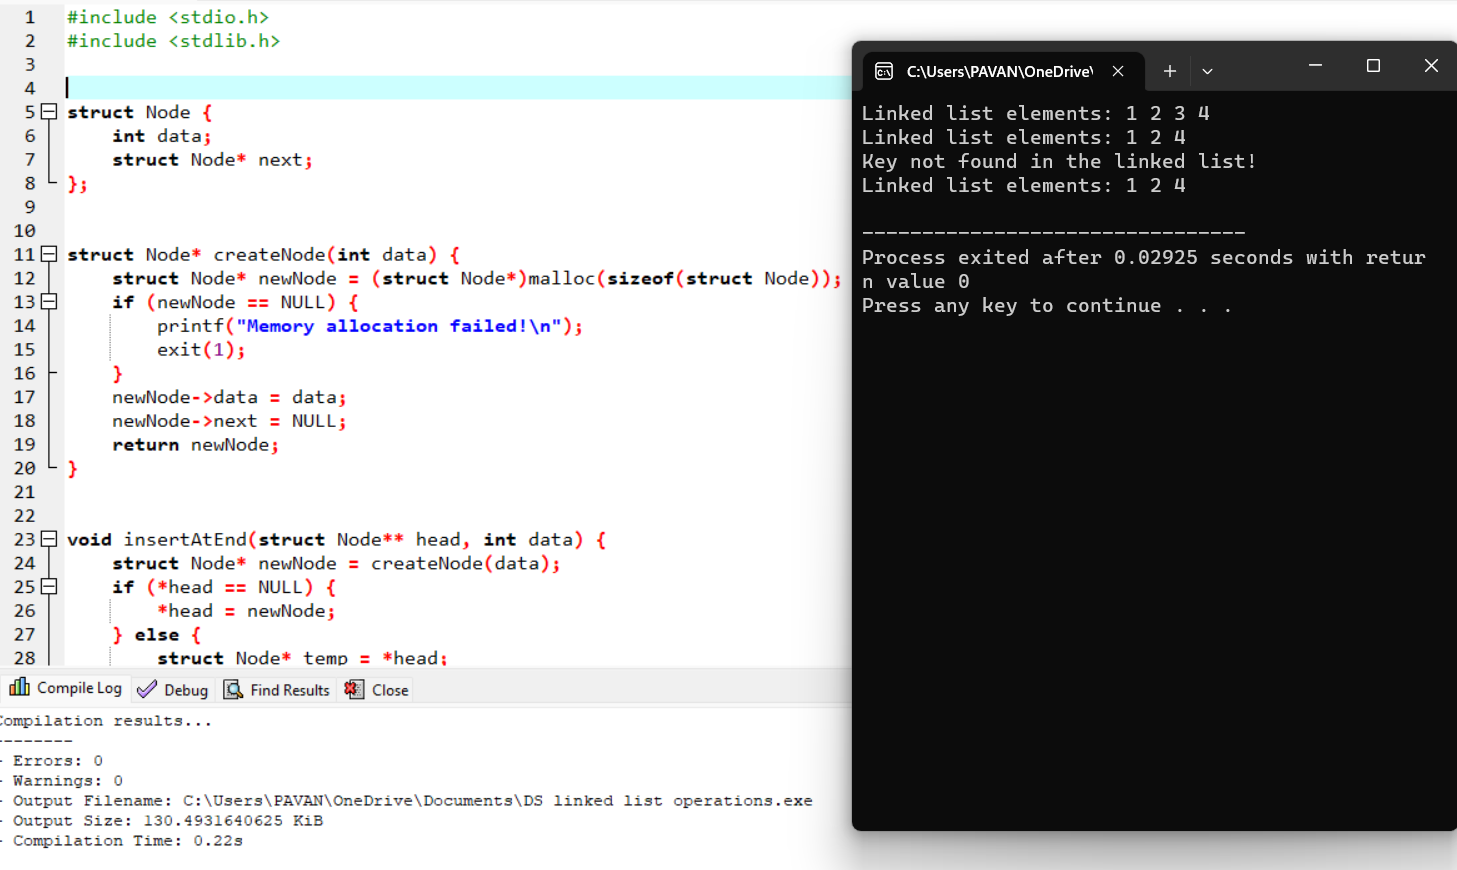 1 #include <stdio.h>
2 #include <stdlib.h>
3
4
5 struct Node {
6     int data;
7     struct Node* next;
8 };
9
10
11 struct Node* createNode(int data) {
12     struct Node* newNode = (struct Node*)malloc(sizeof(struct Node));
13     if (newNode == NULL) {
14         printf("Memory allocation failed!\n");
15         exit(1);
16     }
17     newNode->data = data;
18     newNode->next = NULL;
19     return newNode;
20 }
21
22
23 void insertAtEnd(struct Node** head, int data) {
24     struct Node* newNode = createNode(data);
25     if (*head == NULL) {
26         *head = newNode;
27     } else {
28         struct Node* temp = *head;
Compile Log Debug Find Results Close
Compilation results...
--------
- Errors: 0
- Warnings: 0
- Output Filename: C:\Users\PAVAN\OneDrive\Documents\DS linked list operations.exe
- Output Size: 130.4931640625 KiB
- Compilation Time: 0.22s
C:\Users\PAVAN\OneDrive\
Linked list elements: 1 2 3 4
Linked list elements: 1 2 4
Key not found in the linked list!
Linked list elements: 1 2 4
--------------------------------
Process exited after 0.02925 seconds with retur
n value 0
Press any key to continue . . .